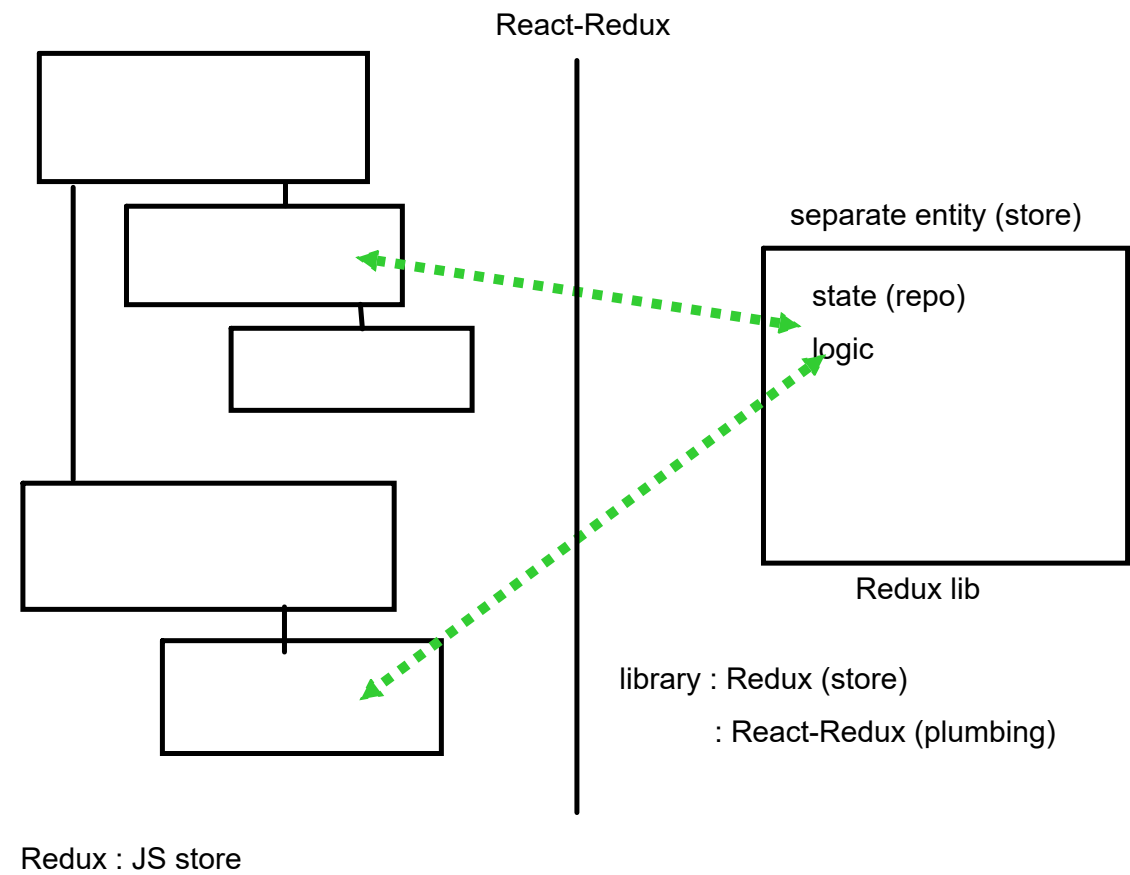 React-Redux
separate entity (store)
state (repo)
logic
Redux lib
library : Redux (store)
: React-Redux (plumbing)
Redux : JS store